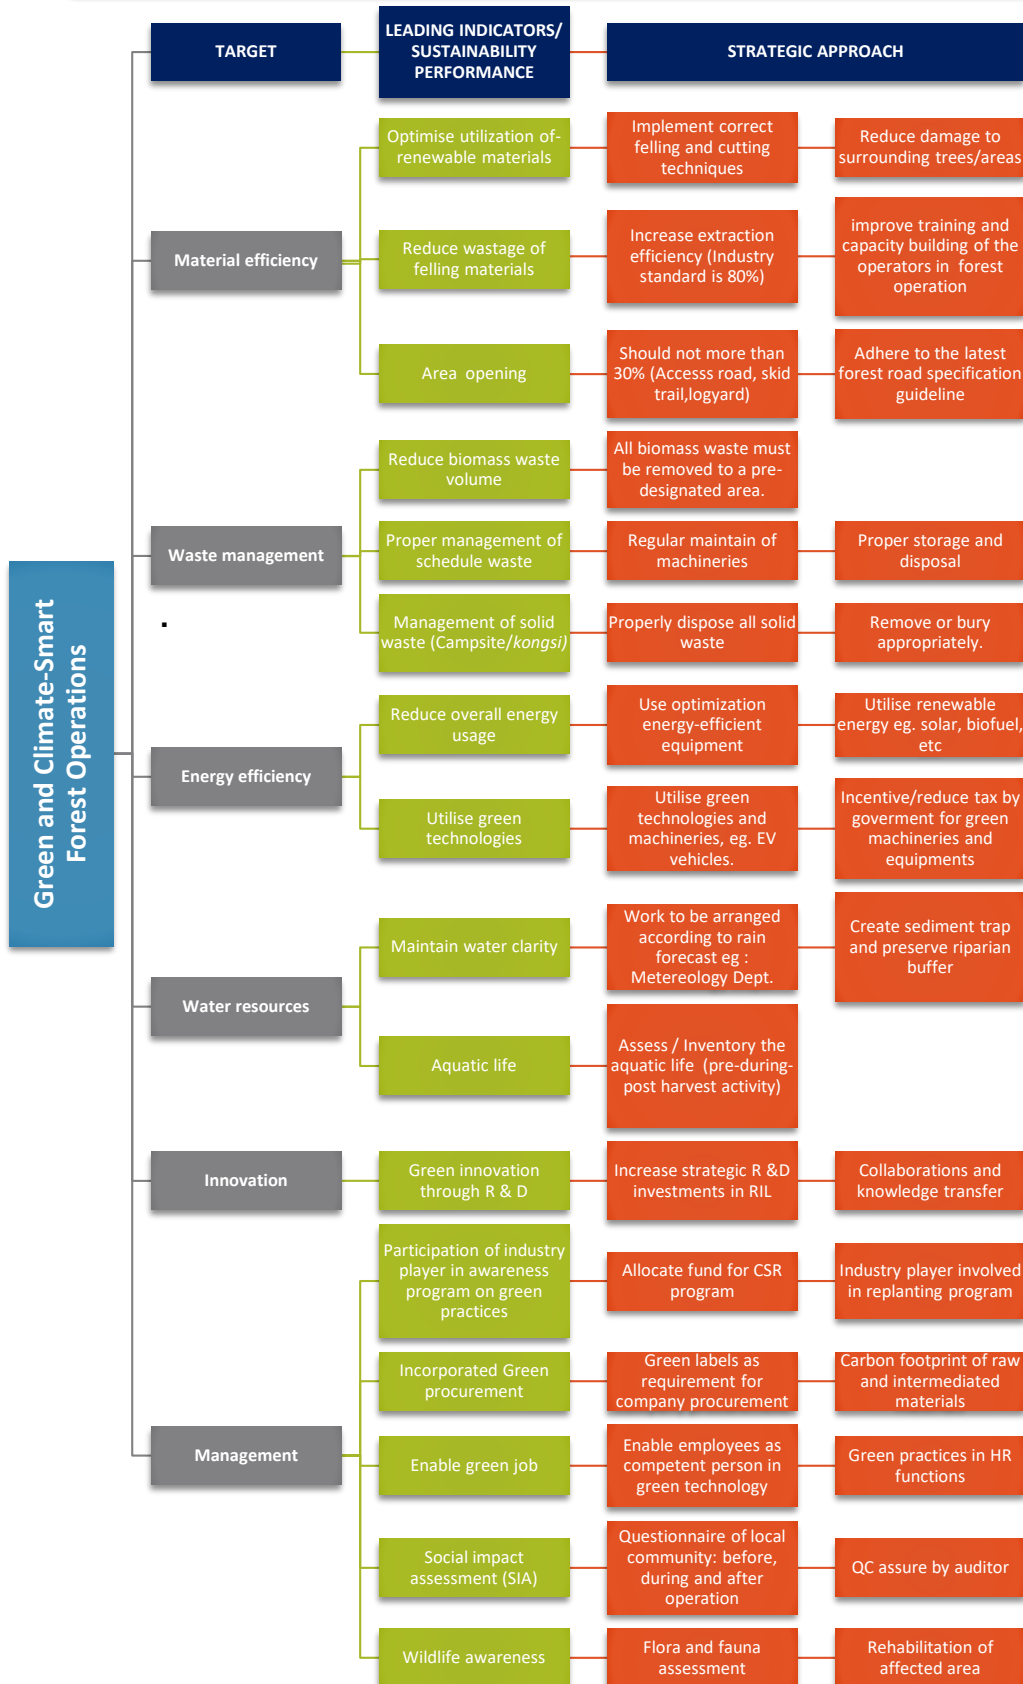 TARGET
LEADING INDICATORS/
SUSTAINABILITY
PERFORMANCE
STRATEGIC APPROACH
Green and Climate-Smart
Forest Operations
Material efficiency
Optimise utilization of-
renewable materials
Implement correct
felling and cutting
techniques
Reduce damage to
surrounding trees/areas
Reduce wastage of
felling materials
Increase extraction
efficiency (Industry
standard is 80%)
improve training and
capacity building of the
operators in forest
operation
Area opening
Should not more than
30% (Accesss road, skid
trail,logyard)
Adhere to the latest
forest road specification
guideline
Waste management
.
Reduce biomass waste
volume
All biomass waste must
be removed to a pre-
designated area.
Proper management of
schedule waste
Regular maintain of
machineries
Proper storage and
disposal
Management of solid
waste (Campsite/kongsi)
Properly dispose all solid
waste
Remove or bury
appropriately.
Energy efficiency
Reduce overall energy
usage
Use optimization
energy-efficient
equipment
Utilise renewable
energy eg. solar, biofuel,
etc
Utilise green
technologies
Utilise green
technologies and
machineries, eg. EV
vehicles.
Incentive/reduce tax by
goverment for green
machineries and
equipments
Water resources
Maintain water clarity
Work to be arranged
according to rain
forecast eg :
Metereology Dept.
Create sediment trap
and preserve riparian
buffer
Aquatic life
Assess / Inventory the
aquatic life (pre-during-
post harvest activity)
Innovation
Green innovation
through R & D
Increase strategic R &D
investments in RIL
Collaborations and
knowledge transfer
Management
Participation of industry
player in awareness
program on green
practices
Allocate fund for CSR
program
Industry player involved
in replanting program
Incorporated Green
procurement
Green labels as
requirement for
company procurement
Carbon footprint of raw
and intermediated
materials
Enable green job
Enable employees as
competent person in
green technology
Green practices in HR
functions
Social impact
assessment (SIA)
Questionnaire of local
community: before,
during and after
operation
QC assure by auditor
Wildlife awareness
Flora and fauna
assessment
Rehabilitation of
affected area